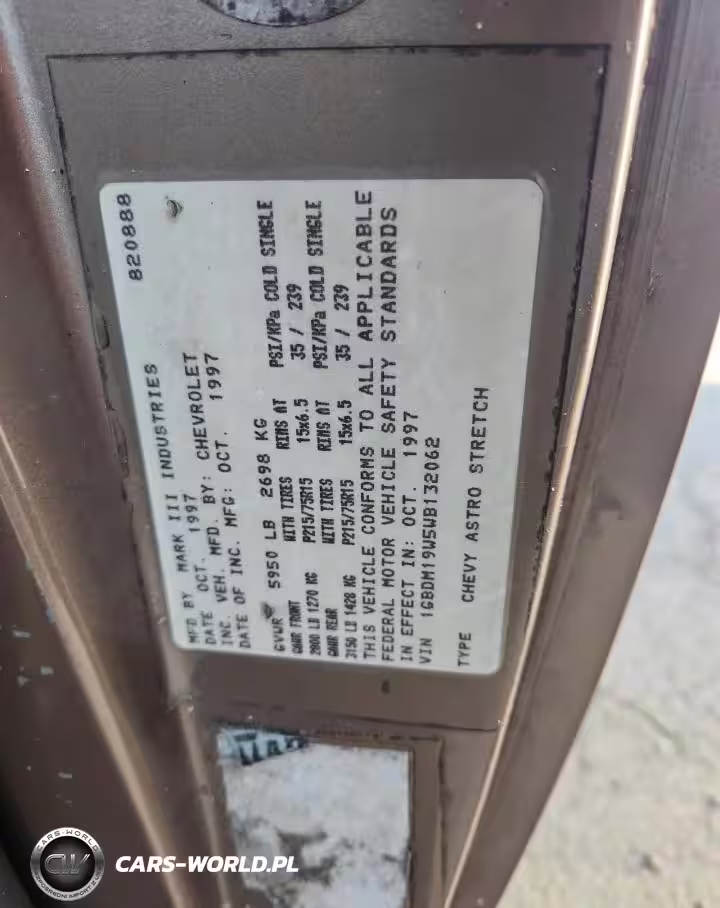 820888
MFD BY MARK III INDUSTRIES
DATE OCT. 1997
INC. VEH. MFD. BY: CHEVROLET
DATE OF INC. MFG: OCT. 1997
GVWR 5950 LB 2698 KG
GAWR FRONT WITH TIRES RIMS AT PSI/KPa COLD SINGLE
2800 LB 1270 KG P215/75R15 15x6.5 35 / 239
GAWR REAR WITH TIRES RIMS AT PSI/KPa COLD SINGLE
3150 LB 1428 KG P215/75R15 15x6.5 35 / 239
THIS VEHICLE CONFORMS TO ALL APPLICABLE
FEDERAL MOTOR VEHICLE SAFETY STANDARDS
IN EFFECT IN: OCT. 1997
VIN 1GBDM19W5WB132062
TYPE CHEVY ASTRO STRETCH
CARS-WORLD
CW
CARS-WORLD.PL